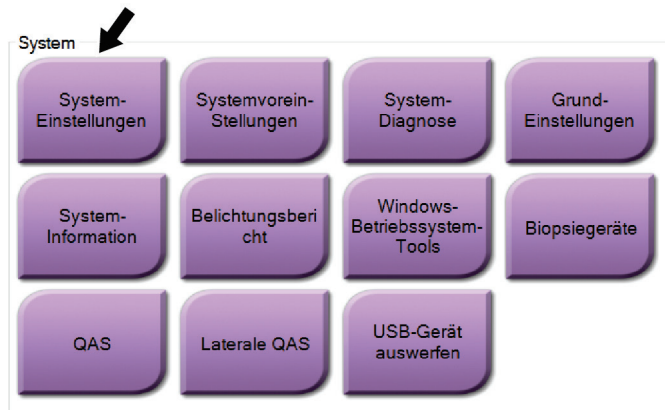 System
System-
Einstellungen
Systemvorein-
Stellungen
System-
Diagnose
Grund-
Einstellungen
System-
Information
Belichtungsberi
cht
Windows-
Betriebssystem-
Tools
Biopsiegeräte
QAS
Laterale QAS
USB-Gerät
auswerfen